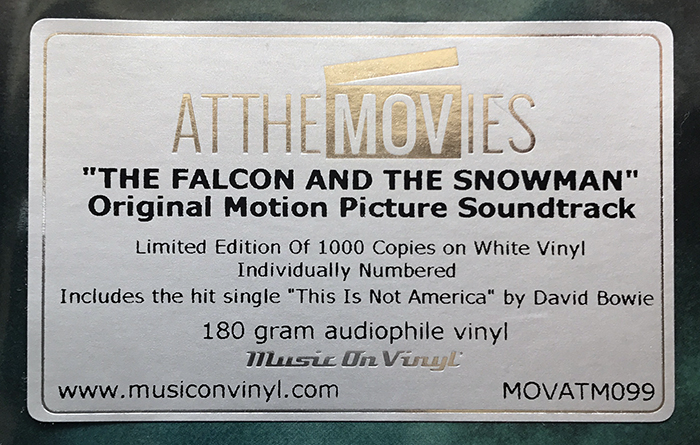 ATTHEMOVIES
"THE FALCON AND THE SNOWMAN"
Original Motion Picture Soundtrack
Limited Edition Of 1000 Copies on White Vinyl
Individually Numbered
Includes the hit single "This Is Not America" by David Bowie
180 gram audiophile vinyl
Music On Vinyl
www.musiconvinyl.com MOVATM099